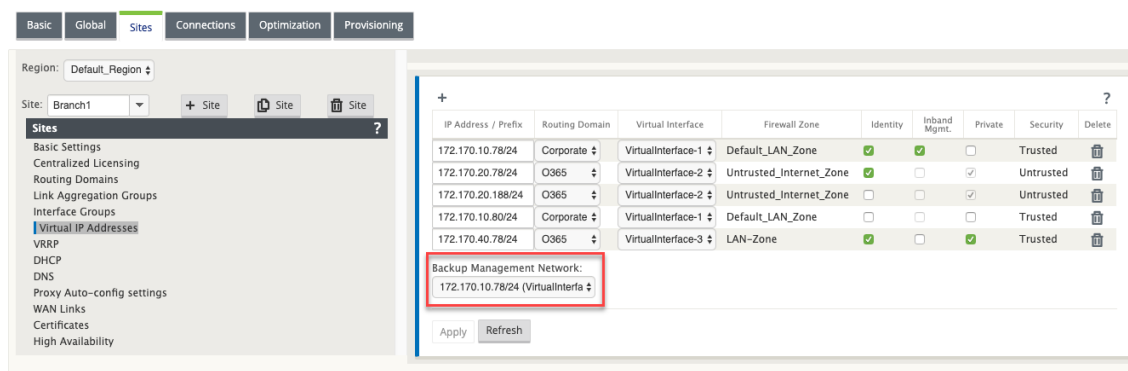 Basic Global Sites Connections Optimization Provisioning
Region: Default_Region
Site: Branch1 + Site Site Site
Sites ?
Basic Settings
Centralized Licensing
Routing Domains
Link Aggregation Groups
Interface Groups
Virtual IP Addresses
VRRP
DHCP
DNS
Proxy Auto-config settings
WAN Links
Certificates
High Availability
+ ?
IP Address / Prefix Routing Domain Virtual Interface Firewall Zone Identity Inband Mgmt. Private Security Delete
172.170.10.78/24 Corporate VirtualInterface-1 Default_LAN_Zone Trusted
172.170.20.78/24 O365 VirtualInterface-2 Untrusted_Internet_Zone Untrusted
172.170.20.188/24 O365 VirtualInterface-2 Untrusted_Internet_Zone Untrusted
172.170.10.80/24 Corporate VirtualInterface-1 Default_LAN_Zone Trusted
172.170.40.78/24 O365 VirtualInterface-3 LAN-Zone Trusted
Backup Management Network:
172.170.10.78/24 (VirtualInterfa
Apply Refresh